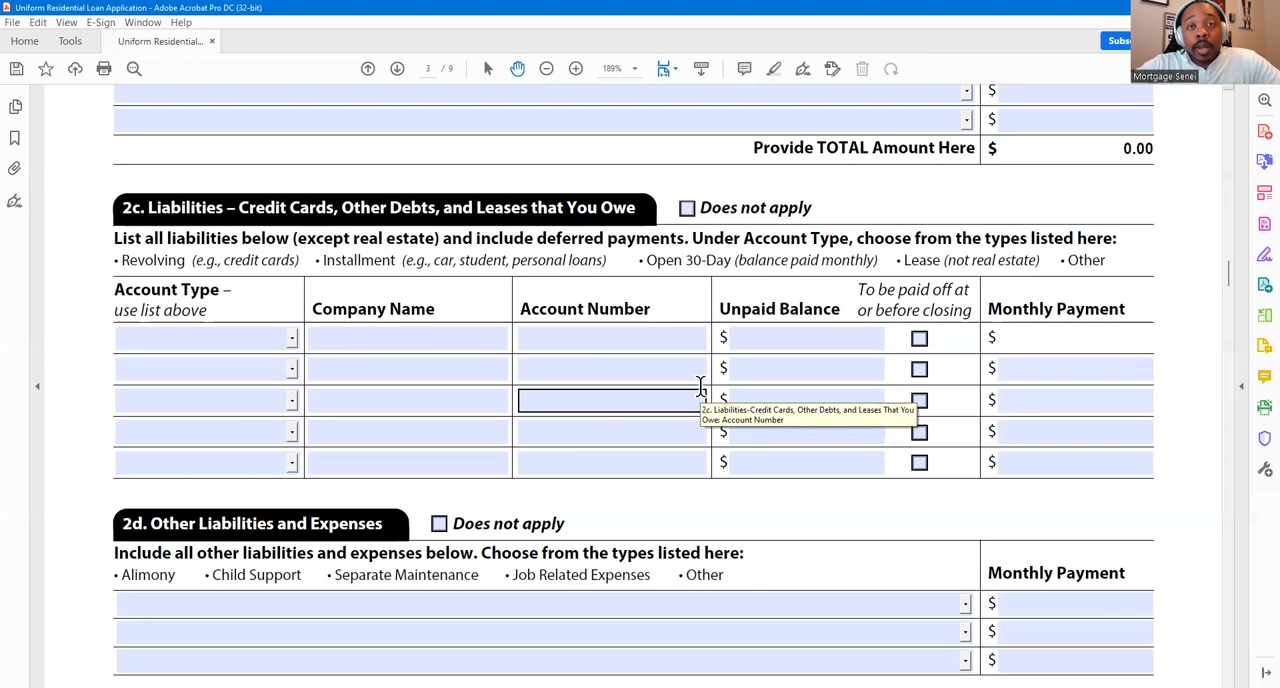 Uniform Residential Loan Application - Adobe Acrobat Pro DC (32-bit)
File Edit View E-Sign Window Help
Home Tools Uniform Residential... × Subs
3 / 9 189%
Mortgage Senei
$
$
Provide TOTAL Amount Here $ 0.00
2c. Liabilities – Credit Cards, Other Debts, and Leases that You Owe Does not apply
List all liabilities below (except real estate) and include deferred payments. Under Account Type, choose from the types listed here:
• Revolving (e.g., credit cards) • Installment (e.g., car, student, personal loans) • Open 30-Day (balance paid monthly) • Lease (not real estate) • Other
Account Type – To be paid off at
use list above Company Name Account Number Unpaid Balance or before closing Monthly Payment
$ $
$ $
$ $
2c. Liabilities-Credit Cards, Other Debts, and Leases That You
Owe: Account Number
$ $
$ $
2d. Other Liabilities and Expenses Does not apply
Include all other liabilities and expenses below. Choose from the types listed here:
• Alimony • Child Support • Separate Maintenance • Job Related Expenses • Other Monthly Payment
$
$
$